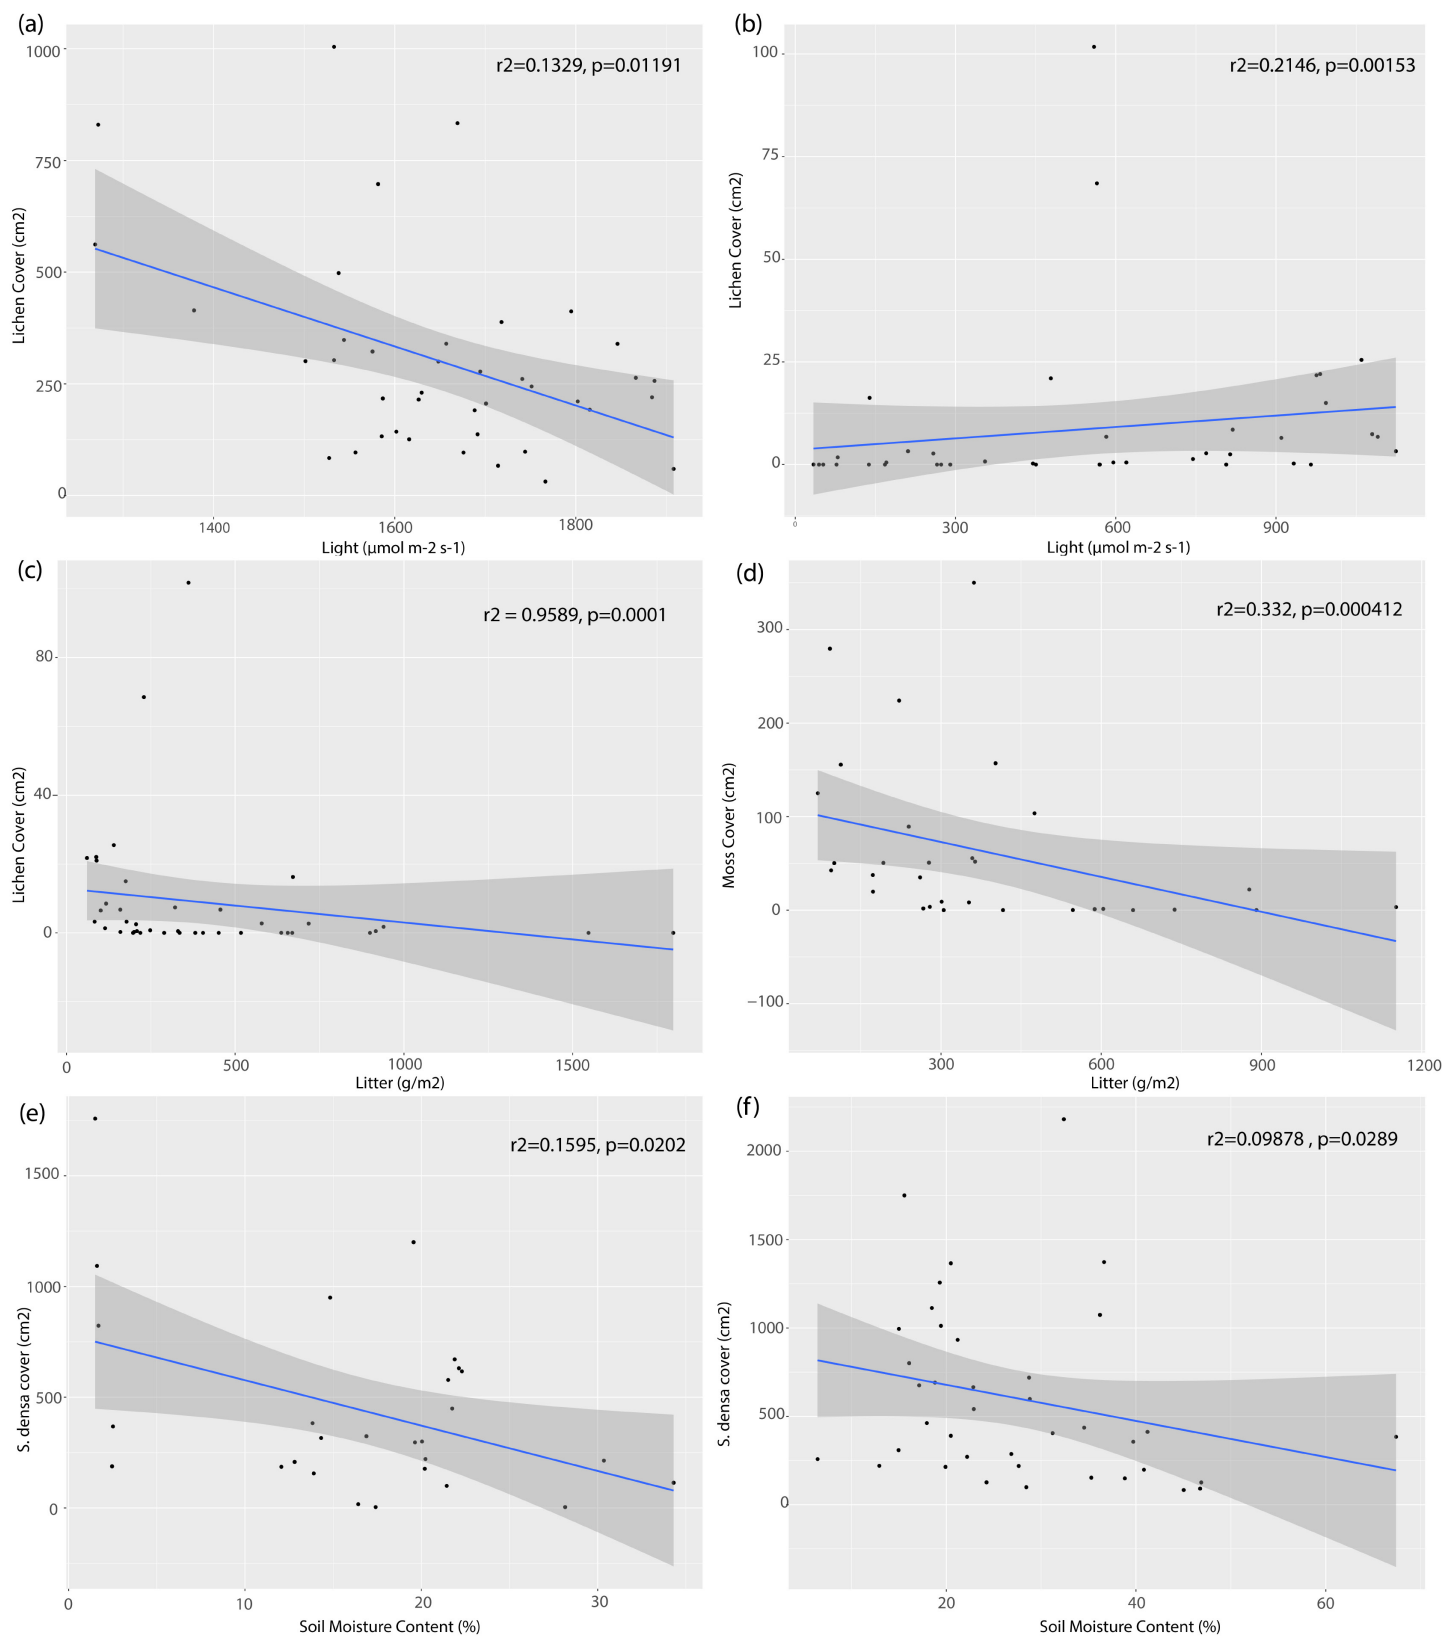 (a)
r2=0.1329, p=0.01191
1000
750
500
250
0
Lichen Cover (cm2)
1400
1600
1800
Light (μmol m-2 s-1)
(b)
r2=0.2146, p=0.00153
100
75
50
25
0
Lichen Cover (cm2)
0
300
600
900
Light (μmol m-2 s-1)
(c)
r2 = 0.9589, p=0.0001
80
40
0
Lichen Cover (cm2)
0
500
1000
1500
Litter (g/m2)
(d)
r2=0.332, p=0.000412
300
200
100
0
−100
Moss Cover (cm2)
300
600
900
1200
Litter (g/m2)
(e)
r2=0.1595, p=0.0202
1500
1000
500
0
S. densa cover (cm2)
0
10
20
30
Soil Moisture Content (%)
(f)
r2=0.09878 , p=0.0289
2000
1500
1000
500
0
S. densa cover (cm2)
20
40
60
Soil Moisture Content (%)